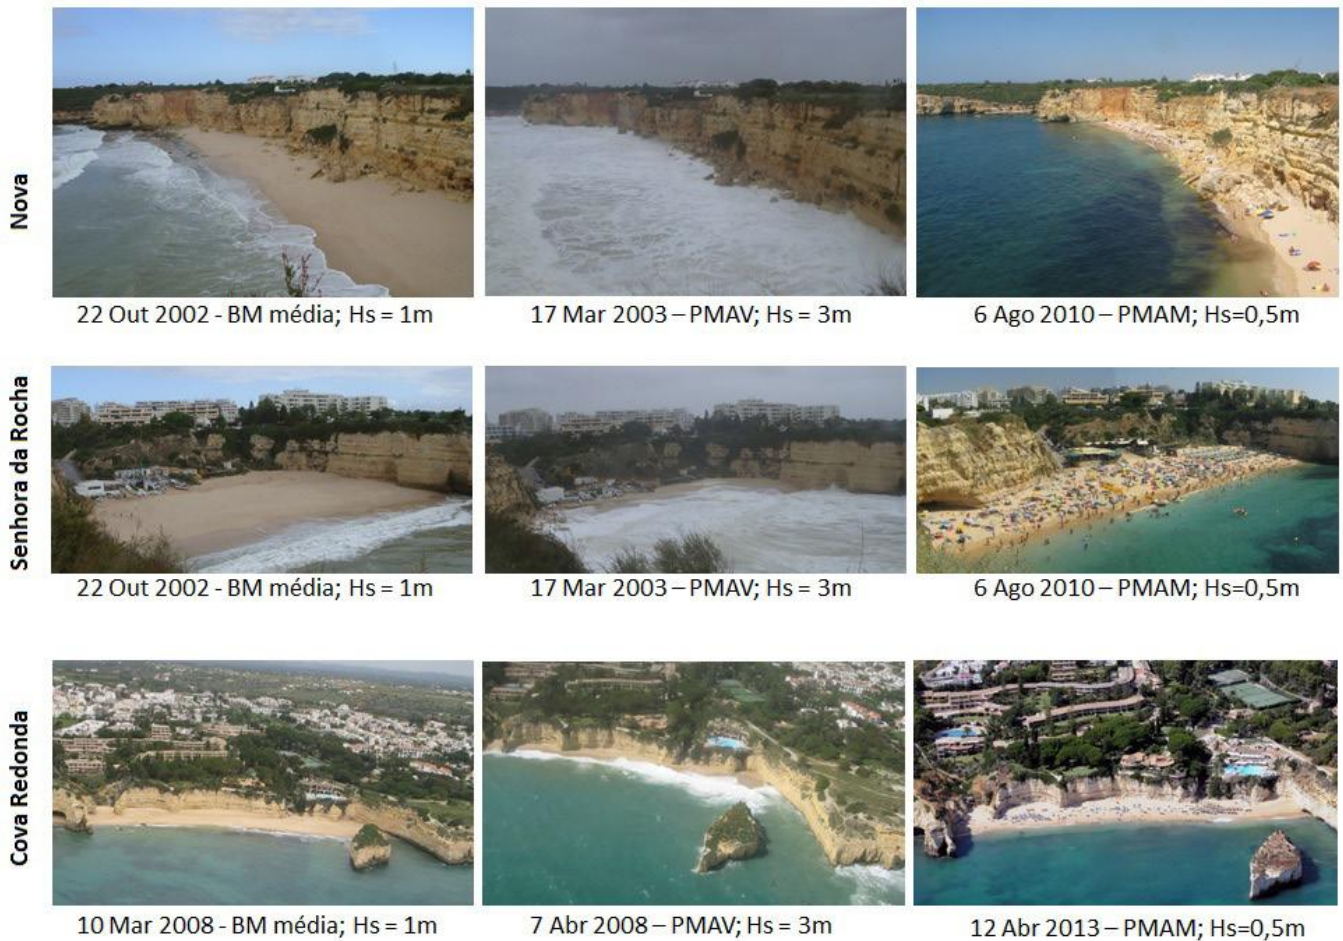 Nova
22 Out 2002 - BM média; Hs = 1m
17 Mar 2003 – PMAV; Hs = 3m
6 Ago 2010 – PMAM; Hs=0,5m
Senhora da Rocha
22 Out 2002 - BM média; Hs = 1m
17 Mar 2003 – PMAV; Hs = 3m
6 Ago 2010 – PMAM; Hs=0,5m
Cova Redonda
10 Mar 2008 - BM média; Hs = 1m
7 Abr 2008 – PMAV; Hs = 3m
12 Abr 2013 – PMAM; Hs=0,5m